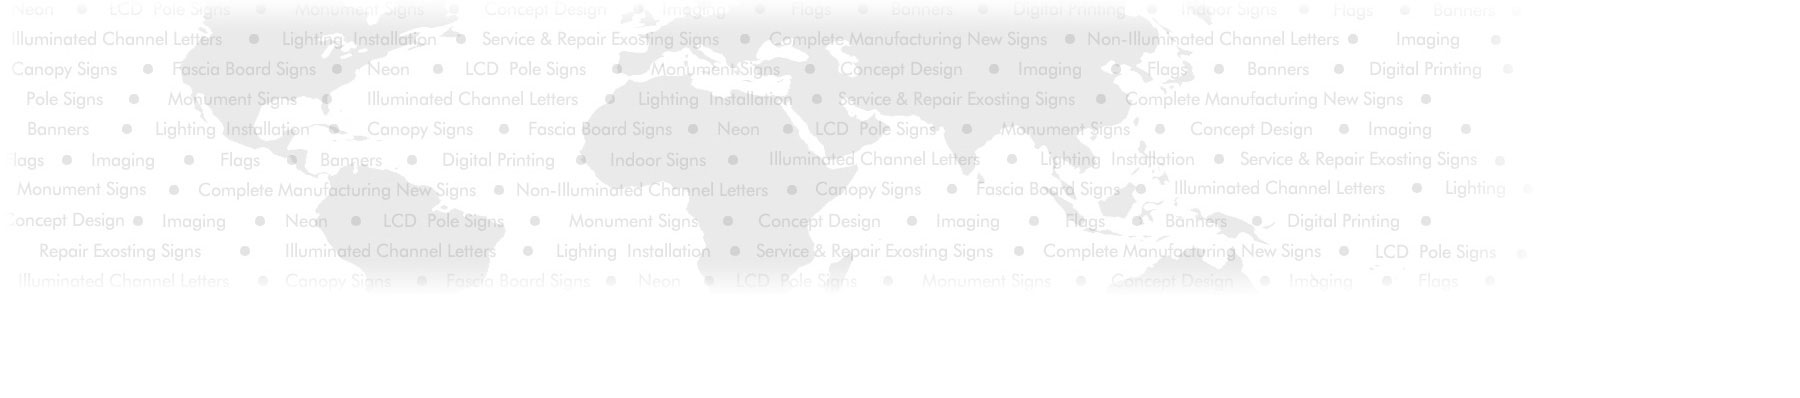 Neon • LCD Pole Signs • Monument Signs • Concept Design • Imaging • Flags • Banners • Digital Printing • Indoor Signs • Flags • Banners •
Illuminated Channel Letters • Lighting Installation • Service & Repair Exosting Signs • Complete Manufacturing New Signs • Non-Illuminated Channel Letters • Imaging •
Canopy Signs • Fascia Board Signs • Neon • LCD Pole Signs • Monument Signs • Concept Design • Imaging • Flags • Banners • Digital Printing •
Pole Signs • Monument Signs • Illuminated Channel Letters • Lighting Installation • Service & Repair Exosting Signs • Complete Manufacturing New Signs •
Banners • Lighting Installation • Canopy Signs • Fascia Board Signs • Neon • LCD Pole Signs • Monument Signs • Concept Design • Imaging •
lags • Imaging • Flags • Banners • Digital Printing • Indoor Signs • Illuminated Channel Letters • Lighting Installation • Service & Repair Exosting Signs •
Monument Signs • Complete Manufacturing New Signs • Non-Illuminated Channel Letters • Canopy Signs • Fascia Board Signs • Illuminated Channel Letters • Lighting •
Concept Design • Imaging • Neon • LCD Pole Signs • Monument Signs • Concept Design • Imaging • Flags • Banners • Digital Printing •
Repair Exosting Signs • Illuminated Channel Letters • Lighting Installation • Service & Repair Exosting Signs • Complete Manufacturing New Signs • LCD Pole Signs •
Illuminated Channel Letters • Canopy Signs • Fascia Board Signs • Neon • LCD Pole Signs • Monument Signs • Concept Design • Imaging • Flags •